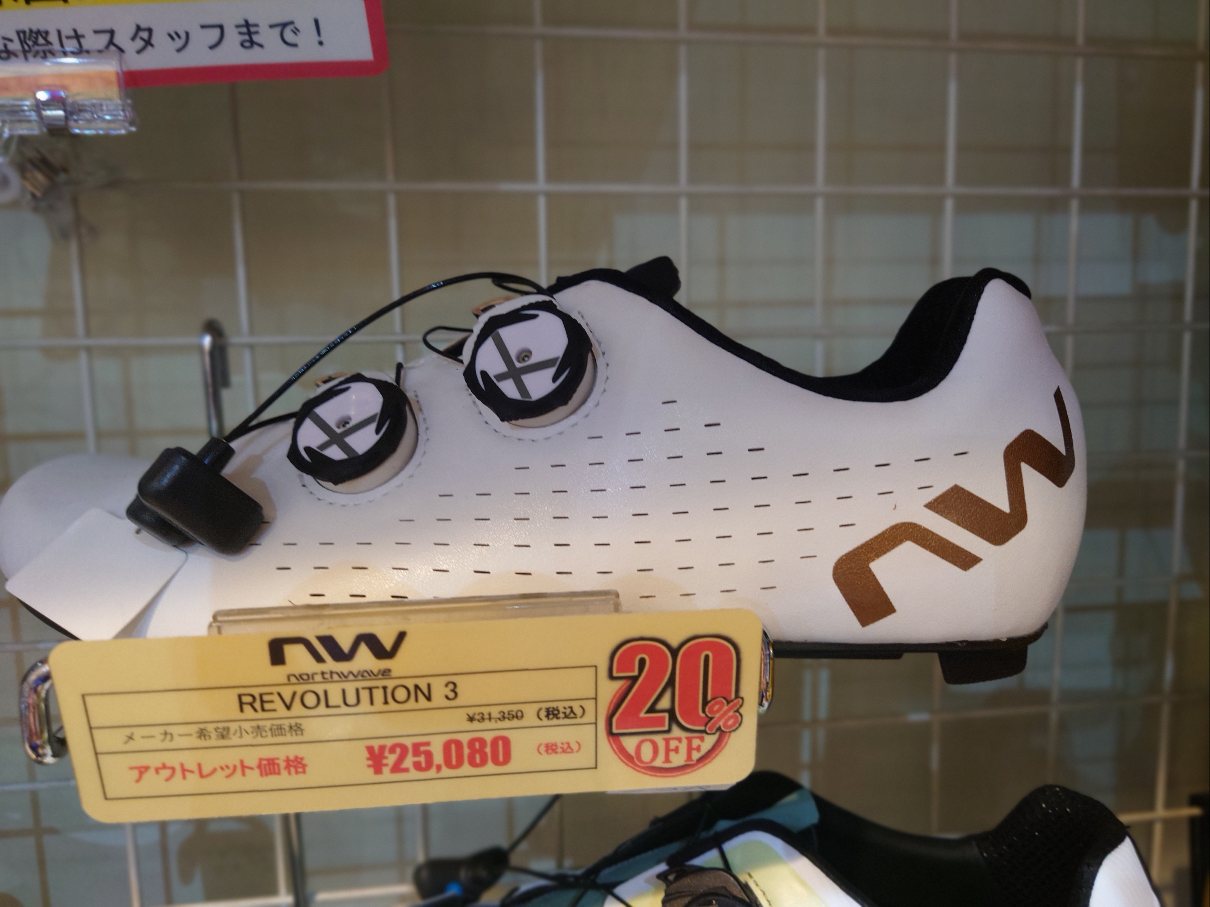 な際はスタッフまで！
nw
nw
northwave
REVOLUTION 3
メーカー希望小売価格 ¥31,350（税込）
アウトレット価格 ¥25,080（税込）
20%
OFF